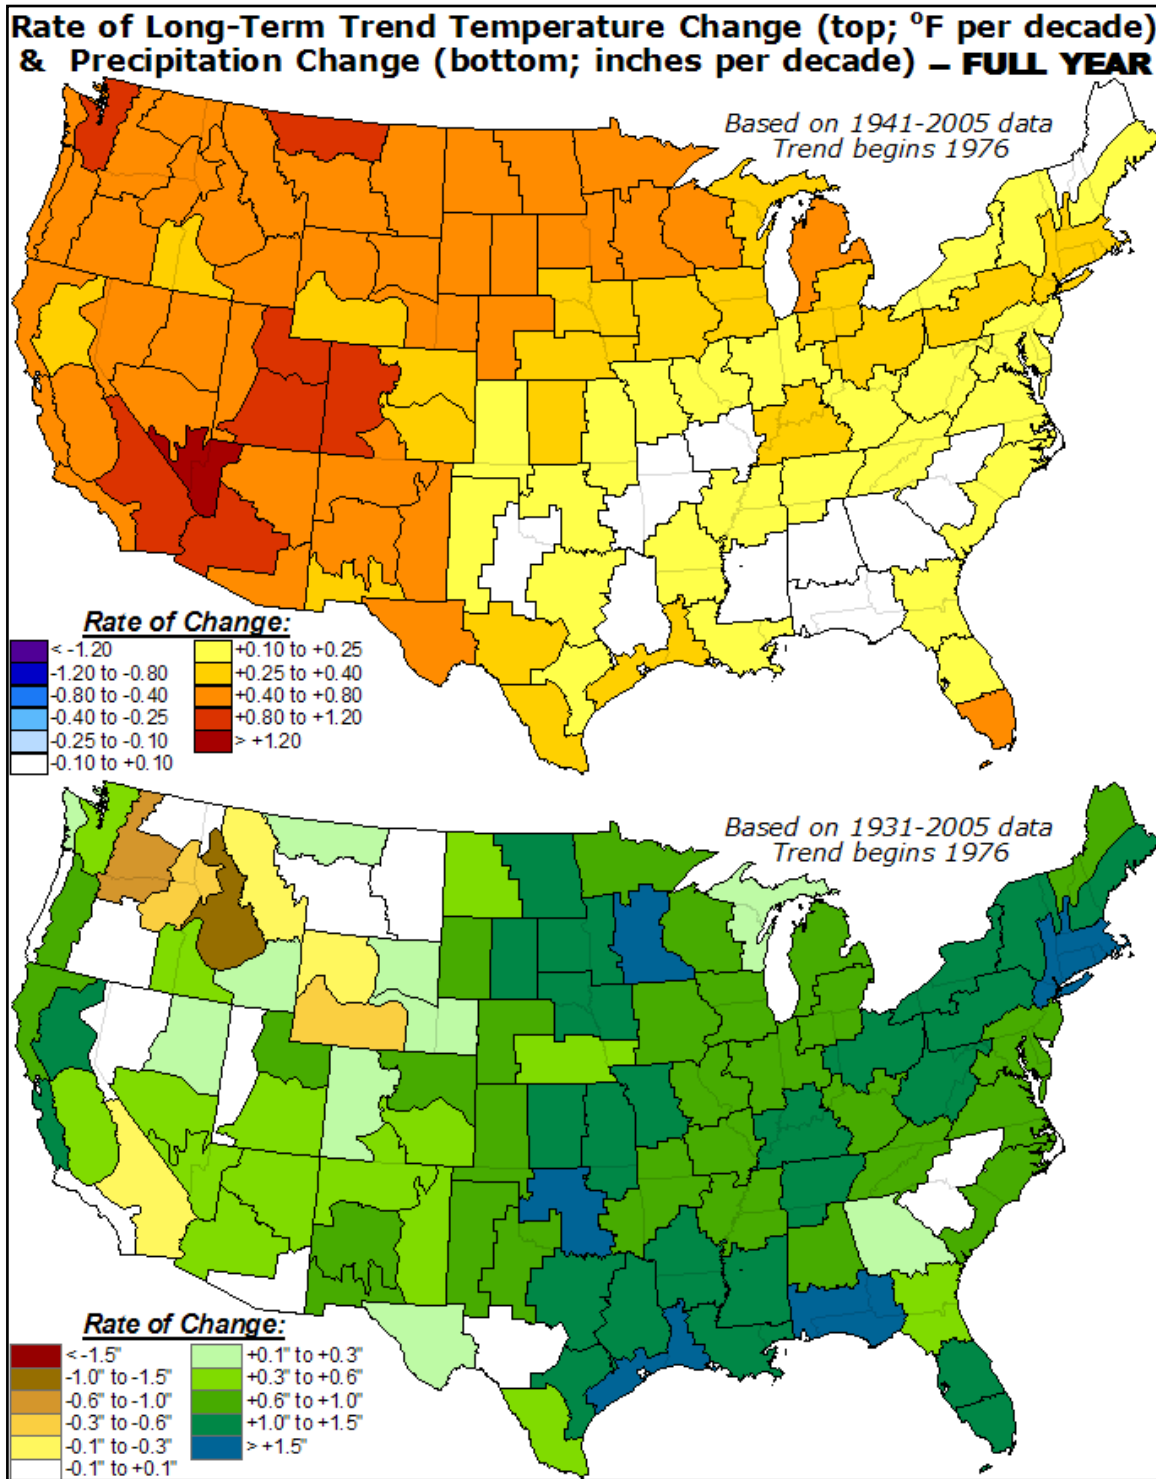 Rate of Long-Term Trend Temperature Change (top; ⁰F per decade)
& Precipitation Change (bottom; inches per decade) – FULL YEAR
Based on 1941-2005 data
Trend begins 1976
Rate of Change:
< -1.20
-1.20 to -0.80
-0.80 to -0.40
-0.40 to -0.25
-0.25 to -0.10
-0.10 to +0.10
+0.10 to +0.25
+0.25 to +0.40
+0.40 to +0.80
+0.80 to +1.20
> +1.20
Based on 1931-2005 data
Trend begins 1976
Rate of Change:
< -1.5"
-1.0" to -1.5"
-0.6" to -1.0"
-0.3" to -0.6"
-0.1" to -0.3"
-0.1" to +0.1"
+0.1" to +0.3"
+0.3" to +0.6"
+0.6" to +1.0"
+1.0" to +1.5"
> +1.5"